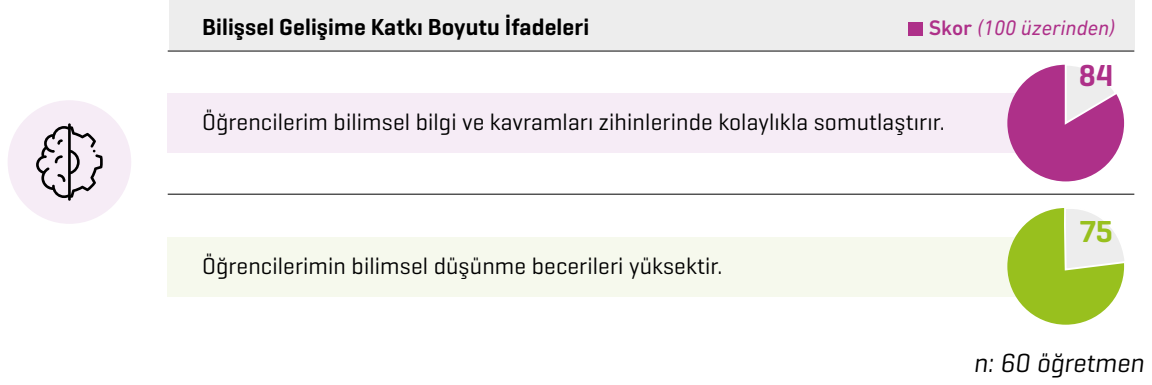 Bilişsel Gelişime Katkı Boyutu İfadeleri
Skor (100 üzerinden)
84
Öğrencilerim bilimsel bilgi ve kavramları zihinlerinde kolaylıkla somutlaştırır.
75
Öğrencilerimin bilimsel düşünme becerileri yüksektir.
n: 60 öğretmen